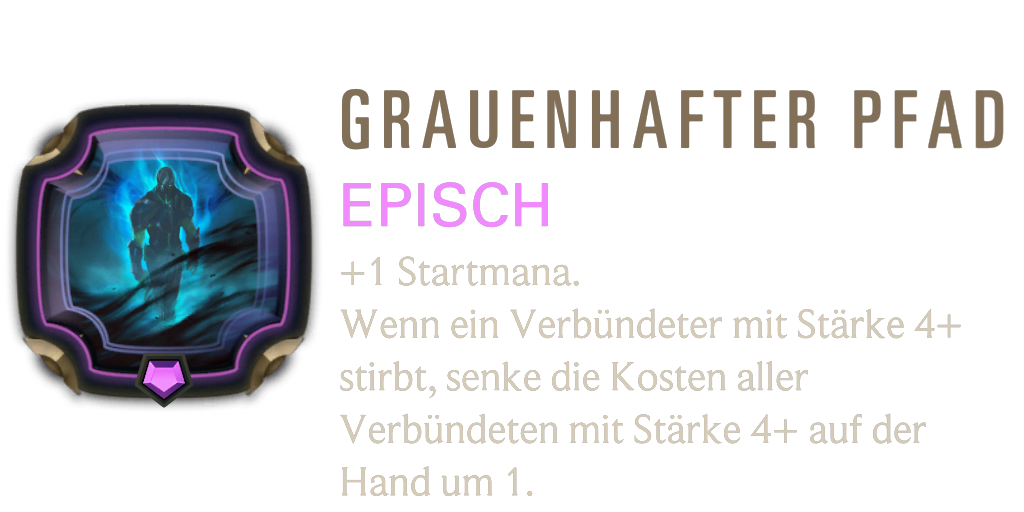 GRAUENHAFTER PFAD
EPISCH
+1 Startmana.
Wenn ein Verbündeter mit Stärke 4+
stirbt, senke die Kosten aller
Verbündeten mit Stärke 4+ auf der
Hand um 1.